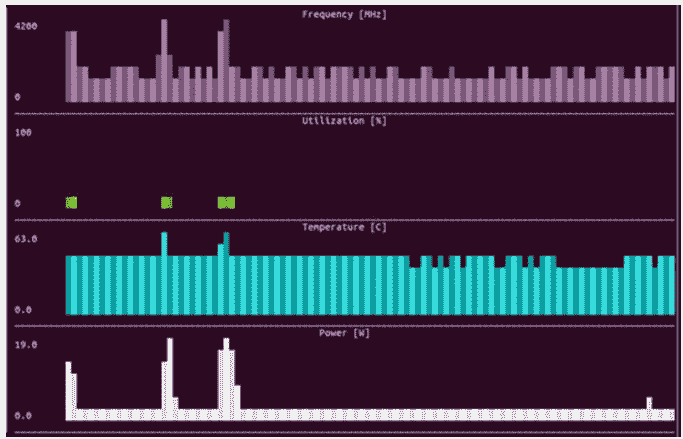 Frequency [MHz]
4200
0
Utilization [%]
100
0
Temperature [C]
63.0
0.0
Power [W]
19.0
0.0